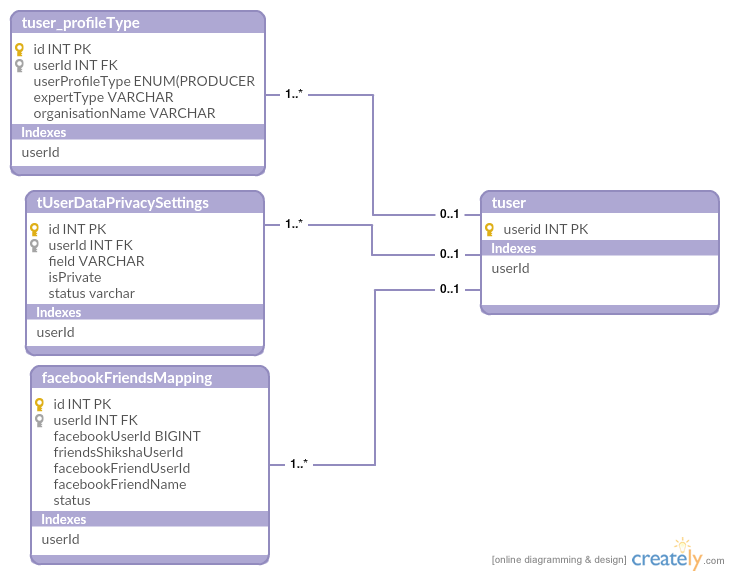 tuser_profileType
id INT PK
userId INT FK
userProfileType ENUM(PRODUCER
expertType VARCHAR
organisationName VARCHAR
Indexes
userId
1..*
0..1
tUserDataPrivacySettings
id INT PK
userId INT FK
field VARCHAR
isPrivate
status varchar
Indexes
userId
1..*
0..1
tuser
userid INT PK
Indexes
userId
facebookFriendsMapping
id INT PK
userId INT FK
facebookUserId BIGINT
friendsShikshaUserId
facebookFriendUserId
facebookFriendName
status
Indexes
userId
1..*
0..1
[online diagramming & design] creately.com